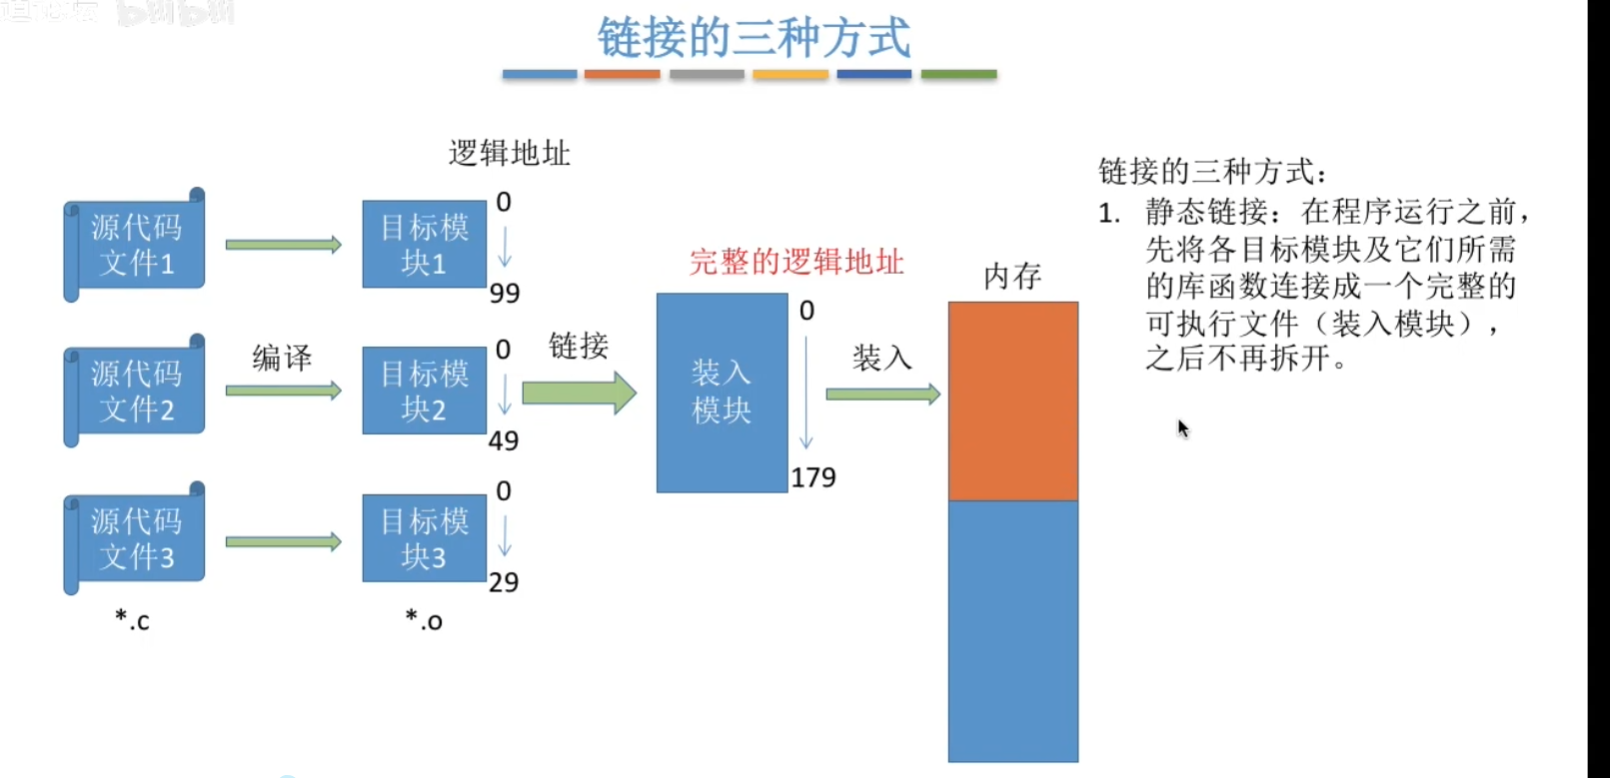 链接的三种方式
逻辑地址
源代码
文件1
目标模
块1
0
99
编译
源代码
文件2
目标模
块2
0
49
源代码
文件3
目标模
块3
0
29
*.c
*.o
链接
完整的逻辑地址
装入
模块
0
179
装入
内存
链接的三种方式：
1. 静态链接：在程序运行之前，
先将各目标模块及它们所需
的库函数连接成一个完整的
可执行文件（装入模块），
之后不再拆开。